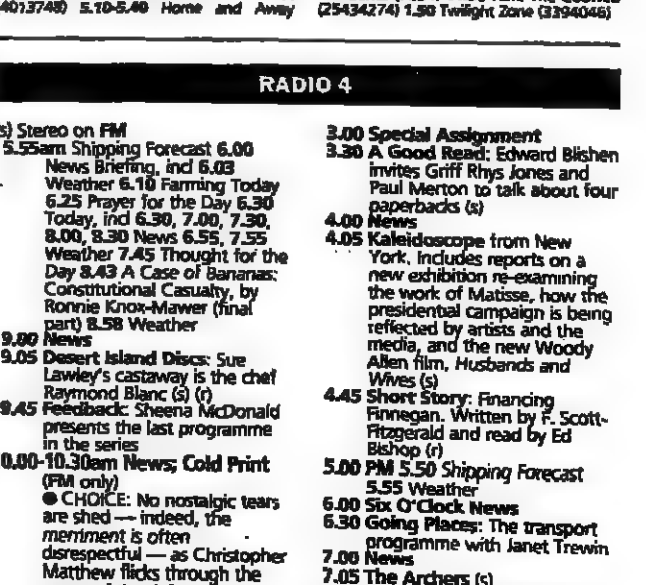 4013748) 5.10-5.40 Home and Away
(25434274) 1.50 Twilight Zone (3394046)
RADIO 4
s) Stereo on FM
5.55am Shipping Forecast 6.00
News Briefing, incl 6.03
Weather 6.10 Farming Today
6.25 Prayer for the Day 6.30
Today, incl 6.30, 7.00, 7.30,
8.00, 8.30 News 6.55, 7.55
Weather 7.45 Thought for the
Day 8.43 A Case of Bananas:
Constitutional Casualty, by
Ronnie Knox-Mawer (final
part) 8.58 Weather
9.00 News
9.05 Desert Island Discs: Sue
Lawley's castaway is the chef
Raymond Blanc (s) (r)
9.45 Feedback: Sheena McDonald
presents the last programme
in the series
0.00-10.30am News; Cold Print
(FM only)
● CHOICE: No nostalgic tears
are shed — indeed, the
merriment is often
disrespectful — as Christopher
Matthew flicks through the
3.00 Special Assignment
3.30 A Good Read: Edward Blishen
invites Griff Rhys Jones and
Paul Merton to talk about four
paperbacks (s)
4.00 News
4.05 Kaleidoscope from New
York. Includes reports on a
new exhibition re-examining
the work of Matisse, how the
presidential campaign is being
reflected by artists and the
media, and the new Woody
Allen film, Husbands and
Wives (s)
4.45 Short Story: Financing
Finnegan. Written by F. Scott-
Fitzgerald and read by Ed
Bishop (r)
5.00 PM 5.50 Shipping Forecast
5.55 Weather
6.00 Six O'Clock News
6.30 Going Places: The transport
programme with Janet Trewin
7.00 News
7.05 The Archers (s)